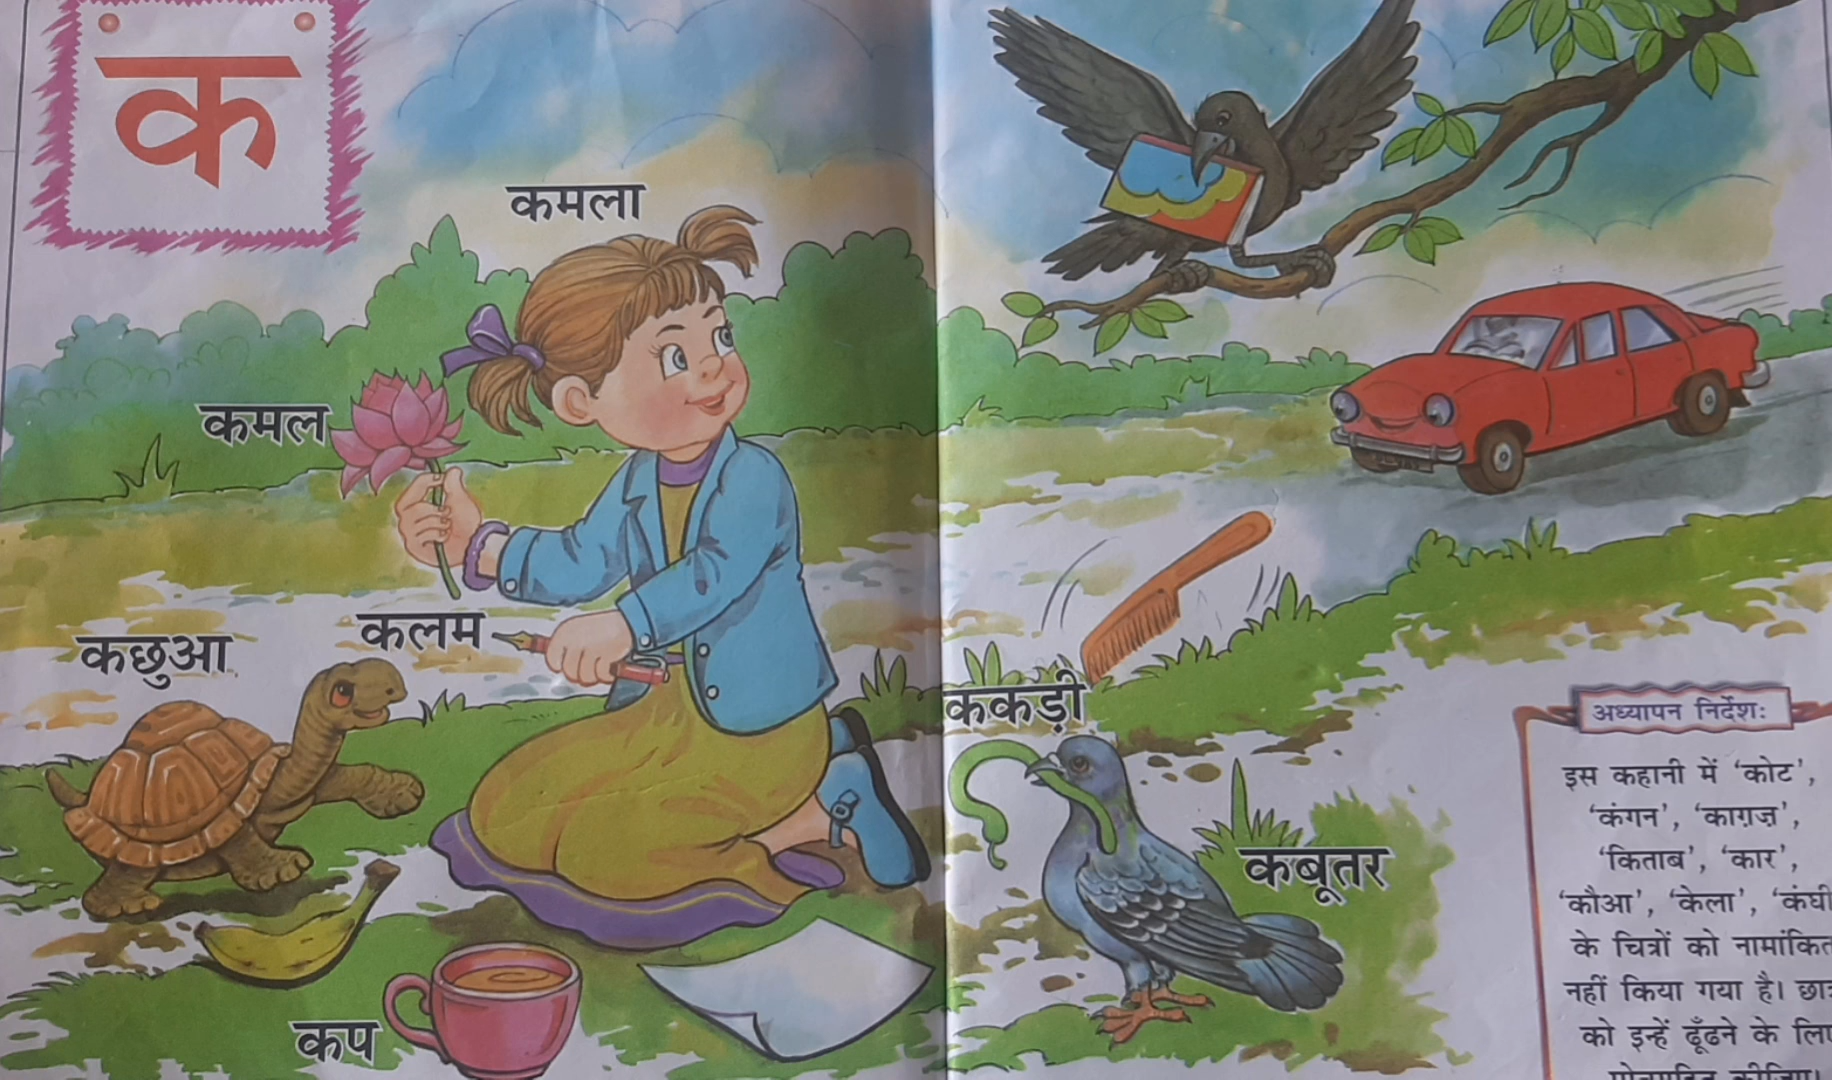 क
कमला
कमल
कलम
कछुआ
कप
ककड़ी
कबूतर
अध्यापन निर्देशः
इस कहानी में 'कोट',
'कंगन', 'काग़ज़',
'किताब', 'कार',
'कौआ', 'केला', 'कंघी
के चित्रों को नामांकित
नहीं किया गया है।
को इन्हें ढूँढने के